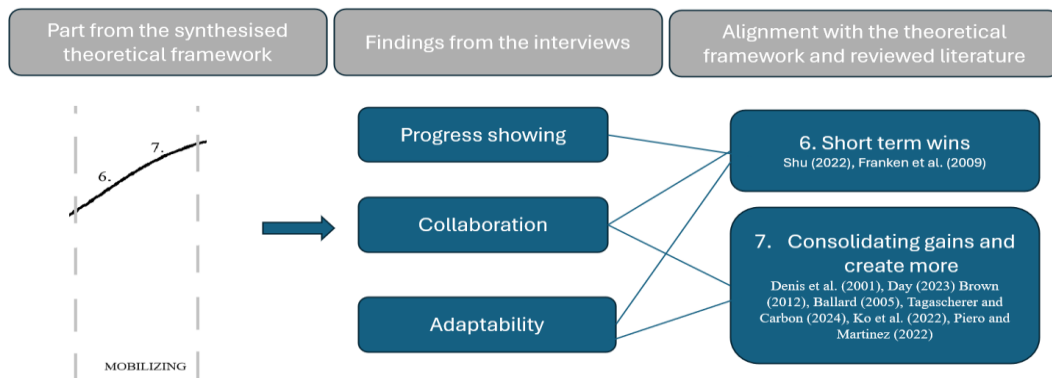 Part from the synthesised
theoretical framework
Findings from the interviews
Alignment with the theoretical
framework and reviewed literature
7.
6.
MOBILIZING
Progress showing
Collaboration
Adaptability
6. Short term wins
Shu (2022), Franken et al. (2009)
7. Consolidating gains and
create more
Denis et al. (2001), Day (2023) Brown
(2012), Ballard (2005), Tagascherer and
Carbon (2024), Ko et al. (2022), Piero and
Martinez (2022)